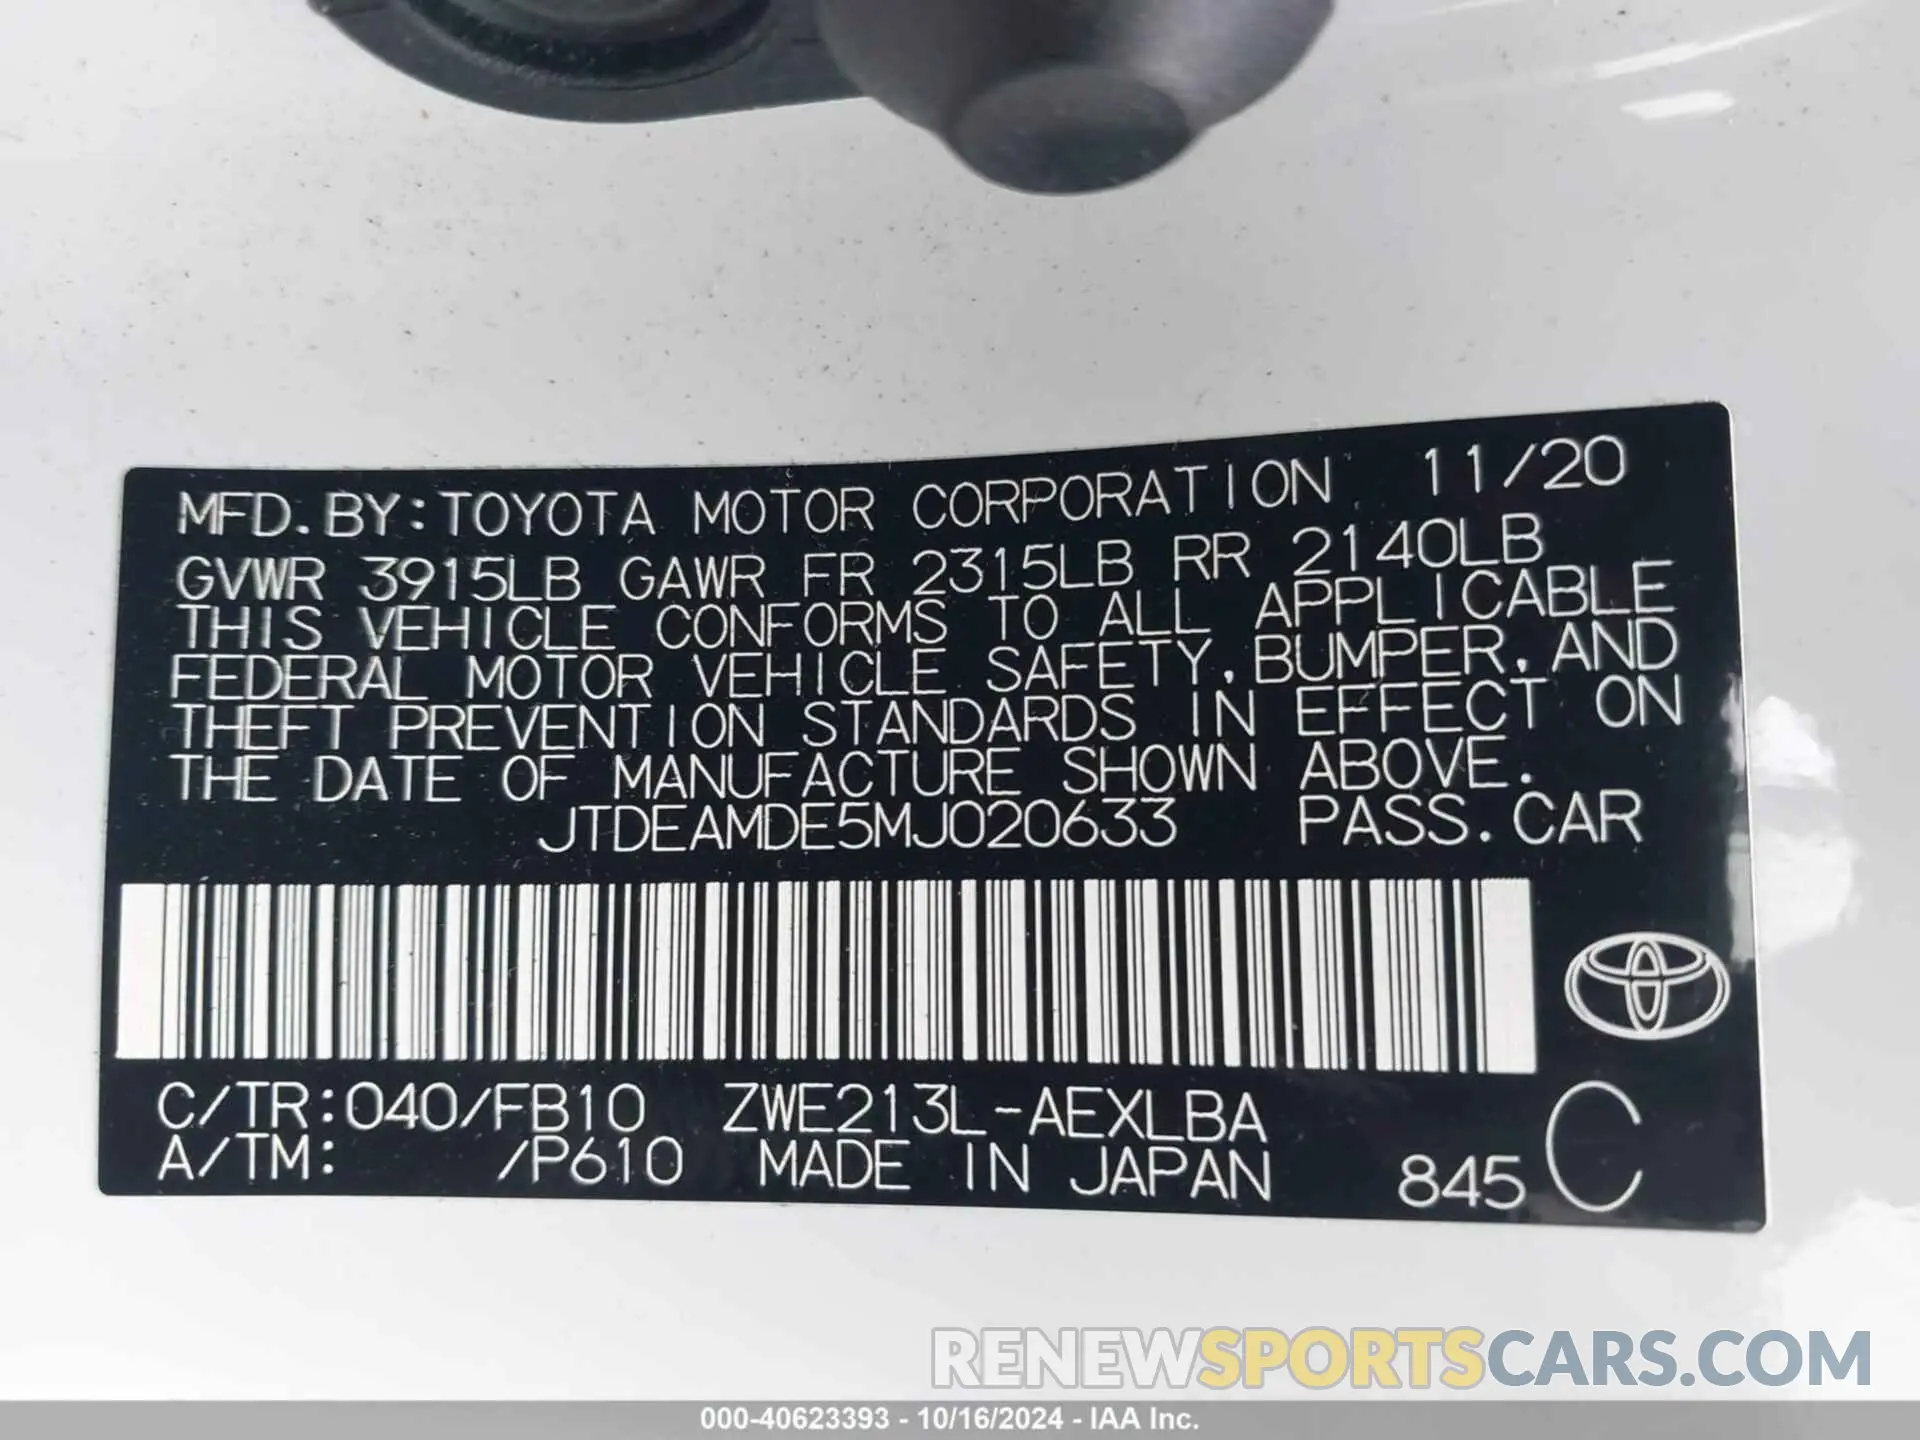 MFD. BY: TOYOTA MOTOR CORPORATION 11/20
GVWR 3915LB GAWR FR 2315LB RR 2140LB
THIS VEHICLE CONFORMS TO ALL APPLICABLE
FEDERAL MOTOR VEHICLE SAFETY, BUMPER, AND
THEFT PREVENTION STANDARDS IN EFFECT ON
THE DATE OF MANUFACTURE SHOWN ABOVE.
JTDEAMDE5MJ020633 PASS. CAR
C/TR: 040/FB10 ZWE213L-AEXLBA
A/TM: /P610 MADE IN JAPAN 845 C
RENEWSPORTSCARS.COM
000-40623393 - 10/16/2024 - IAA Inc.